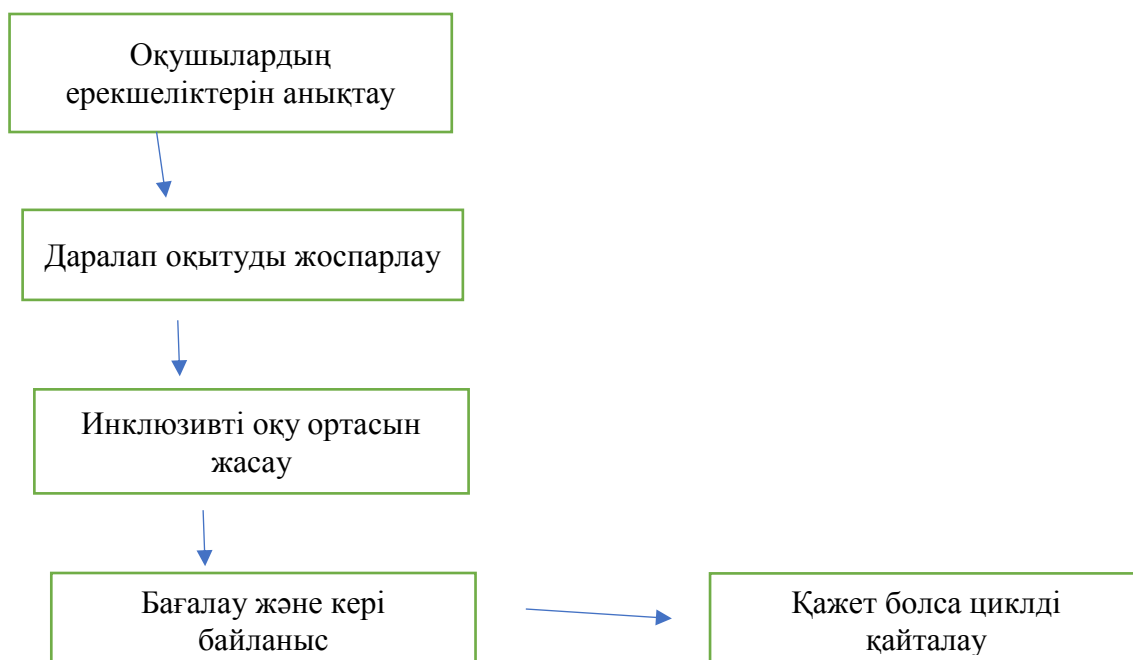 Оқушылардың
ерекшеліктерін анықтау
Даралап оқытуды жоспарлау
Инклюзивті оқу ортасын
жасау
Бағалау және кері
байланыс
Қажет болса циклді
қайталау